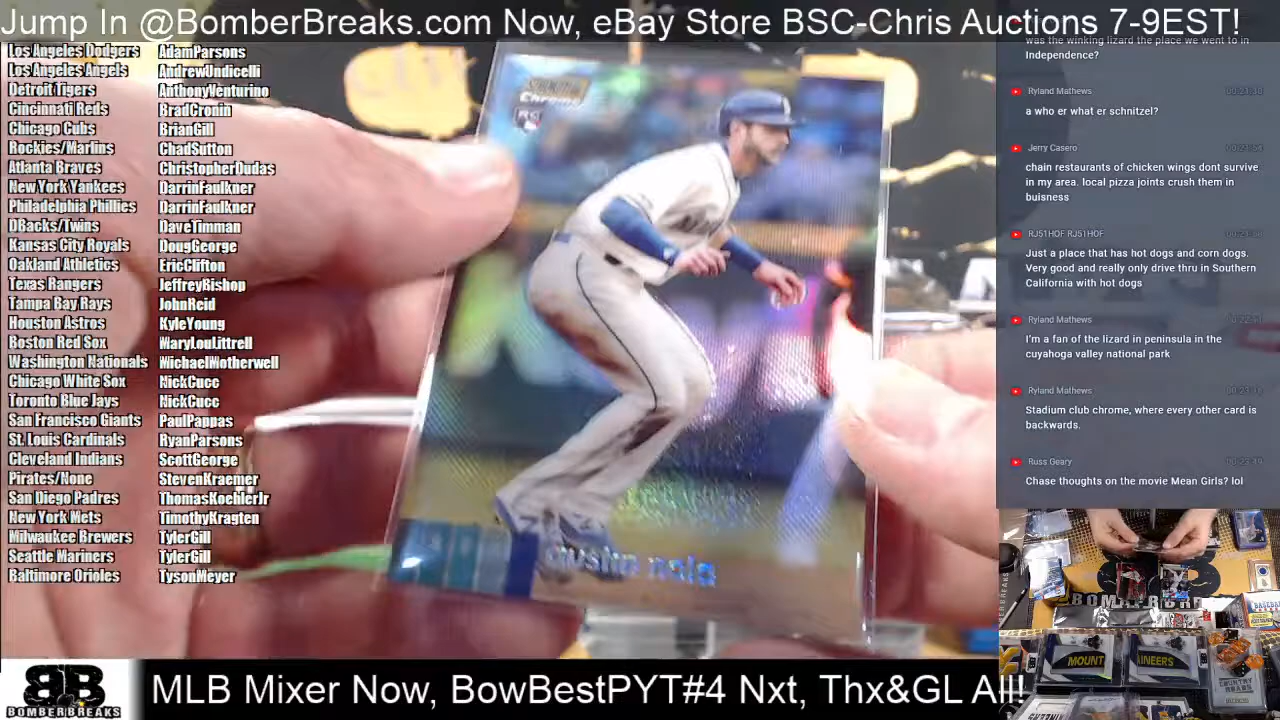 Jump In @BomberBreaks.com Now, eBay Store BSC-Chris Auctions 7-9EST!
Los Angeles Dodgers AdamParsons
Los Angeles Angels AndrewUndicelli
Detroit Tigers AnthonyVenturino
Cincinnati Reds BradCronin
Chicago Cubs BrianGill
Rockies/Marlins ChadSutton
Atlanta Braves ChristopherDudas
New York Yankees DarrinFaulkner
Philadelphia Phillies DarrinFaulkner
DBacks/Twins DaveTimman
Kansas City Royals DougGeorge
Oakland Athletics EricClifton
Texas Rangers JeffreyBishop
Tampa Bay Rays JohnReid
Houston Astros KyleYoung
Boston Red Sox MaryLouLittrell
Washington Nationals MichaelMotherwell
Chicago White Sox NickCucc
Toronto Blue Jays NickCucc
San Francisco Giants PaulPappas
St. Louis Cardinals RyanParsons
Cleveland Indians ScottGeorge
Pirates/None StevenKraemer
San Diego Padres ThomasKoehlerJr
New York Mets TimothyKragten
Milwaukee Brewers TylerGill
Seattle Mariners TylerGill
Baltimore Orioles TysonMeyer
Chrome
RC
austin nola
was the winking lizard the place we went to in
Independence?
Ryland Mathews
a who er what er schnitzel?
Jerry Casero
chain restaurants of chicken wings dont survive
in my area. local pizza joints crush them in
buisness
RJ51HOF RJ51HOF
Just a place that has hot dogs and corn dogs.
Very good and really only drive thru in Southern
California with hot dogs
Ryland Mathews
I'm a fan of the lizard in peninsula in the
cuyahoga valley national park
Ryland Mathews
Stadium club chrome, where every other card is
backwards.
Russ Geary
Chase thoughts on the movie Mean Girls? lol
MOUNT
AINEERS
BB
BOMBERBREAKS
MLB Mixer Now, BowBestPYT#4 Nxt, Thx&GL All!